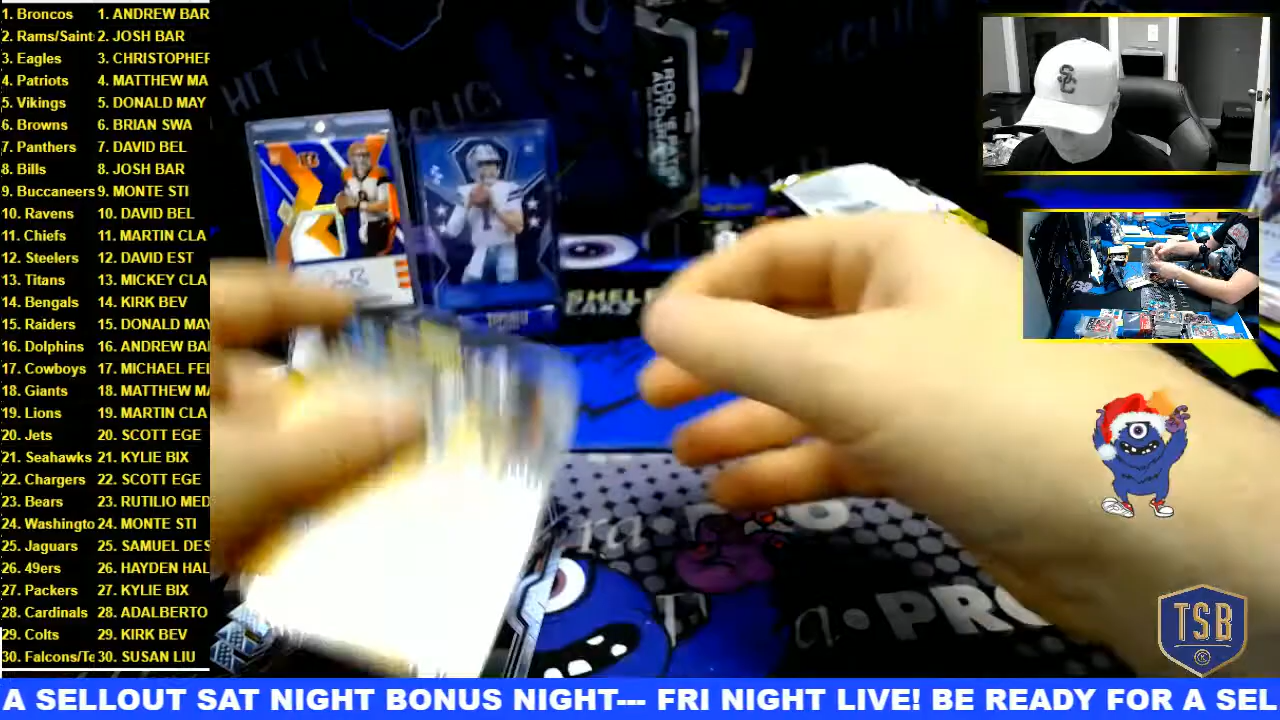 1. Broncos 1. ANDREW BAR
2. Rams/Saint 2. JOSH BAR
3. Eagles 3. CHRISTOPHER
4. Patriots 4. MATTHEW MA
5. Vikings 5. DONALD MAY
6. Browns 6. BRIAN SWA
7. Panthers 7. DAVID BEL
8. Bills 8. JOSH BAR
9. Buccaneers 9. MONTE STI
10. Ravens 10. DAVID BEL
11. Chiefs 11. MARTIN CLA
12. Steelers 12. DAVID EST
13. Titans 13. MICKEY CLA
14. Bengals 14. KIRK BEV
15. Raiders 15. DONALD MAY
16. Dolphins 16. ANDREW BA
17. Cowboys 17. MICHAEL FE
18. Giants 18. MATTHEW MA
19. Lions 19. MARTIN CLA
20. Jets 20. SCOTT EGE
21. Seahawks 21. KYLIE BIX
22. Chargers 22. SCOTT EGE
23. Bears 23. RUTILIO MED
24. Washingto 24. MONTE STI
25. Jaguars 25. SAMUEL DES
26. 49ers 26. HAYDEN HAL
27. Packers 27. KYLIE BIX
28. Cardinals 28. ADALBERTO
29. Colts 29. KIRK BEV
30. Falcons/Te 30. SUSAN LIU
HIT IT
SC
ra·PRO
a·PRO
TSB
A SELLOUT SAT NIGHT BONUS NIGHT--- FRI NIGHT LIVE! BE READY FOR A SEL